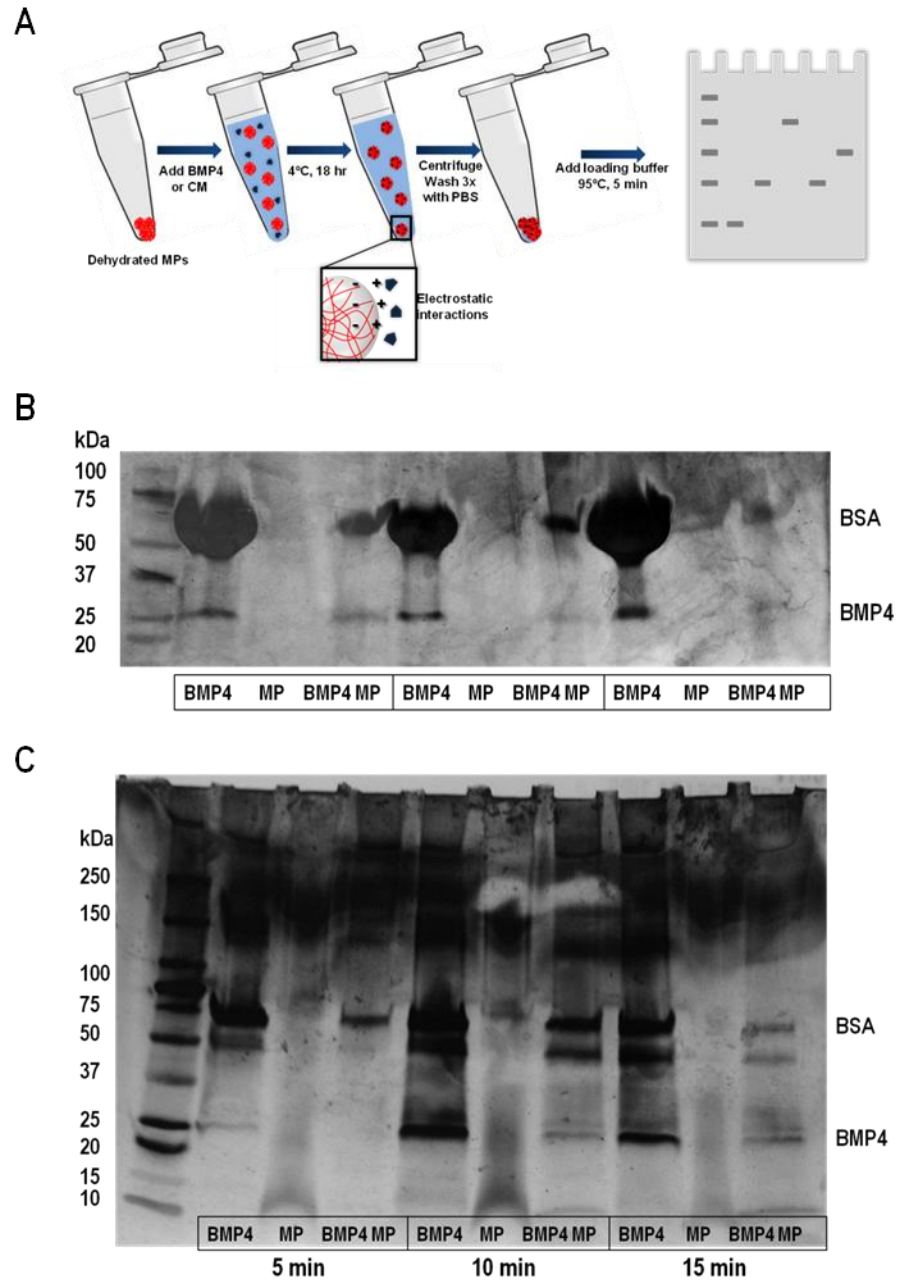 A
Add BMP4
or CM
4ºC, 18 hr
Centrifuge
Wash 3x
with PBS
Add loading buffer
95ºC, 5 min
Dehydrated MPs
Electrostatic
interactions
B
kDa
100
75
50
37
25
20
BSA
BMP4
BMP4 MP BMP4 MP BMP4 MP BMP4 MP BMP4 MP BMP4 MP
C
kDa
250
150
100
75
50
37
25
20
15
10
BSA
BMP4
BMP4 MP BMP4 MP BMP4 MP BMP4 MP BMP4 MP BMP4 MP
5 min 10 min 15 min